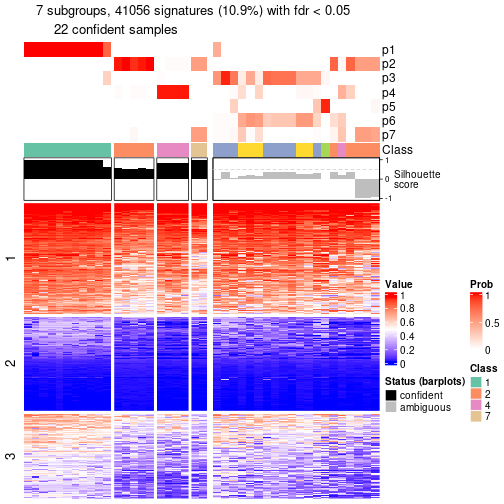 7 subgroups, 41056 signatures (10.9%) with fdr < 0.05
22 confident samples
p1
p2
p3
p4
p5
p6
p7
Class
1
0
-1
Silhouette
score
1
2
3
Value
1
0.8
0.6
0.4
0.2
0
Prob
1
0.5
0
Status (barplots)
confident
ambiguous
Class
1
2
4
7